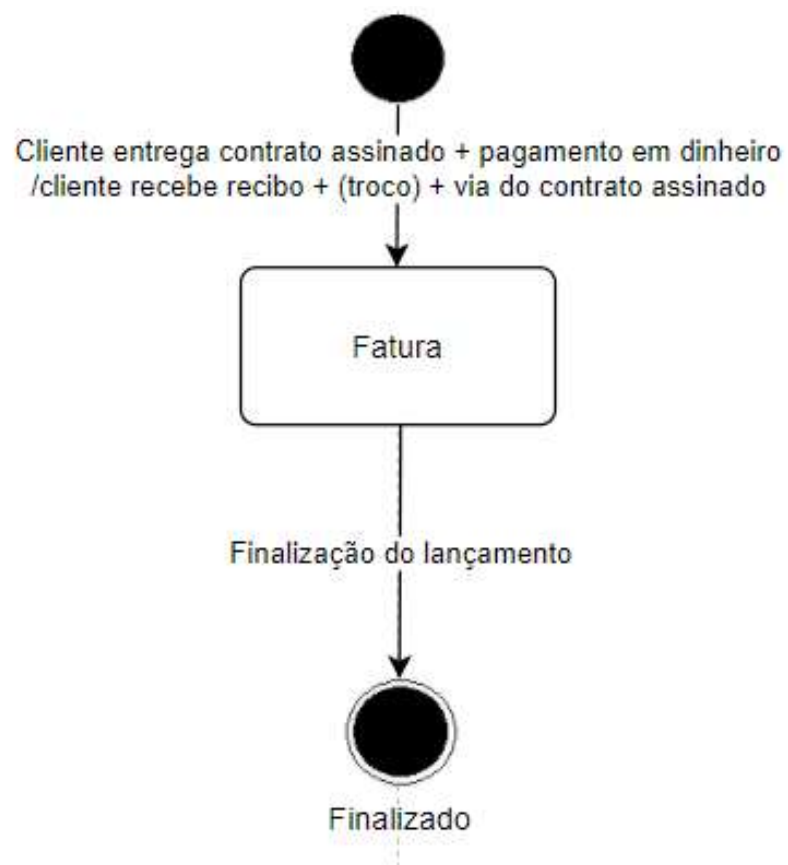 Cliente entrega contrato assinado + pagamento em dinheiro
/cliente recebe recibo + (troco) + via do contrato assinado
Fatura
Finalização do lançamento
Finalizado